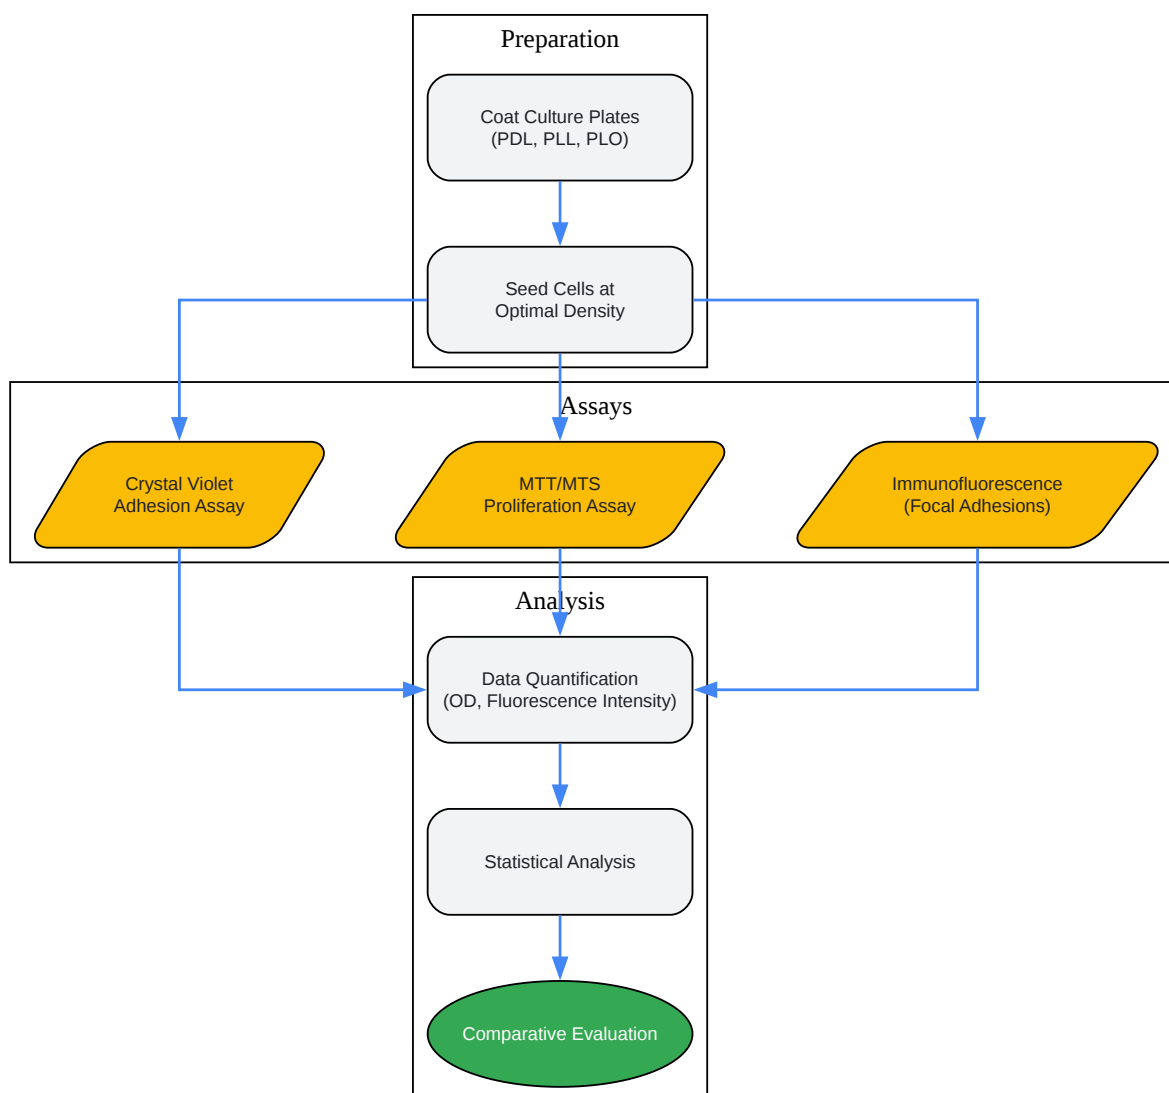 Preparation
Coat Culture Plates
(PDL, PLL, PLO)
Seed Cells at
Optimal Density
Assays
Crystal Violet
Adhesion Assay
MTT/MTS
Proliferation Assay
Immunofluorescence
(Focal Adhesions)
Analysis
Data Quantification
(OD, Fluorescence Intensity)
Statistical Analysis
Comparative Evaluation